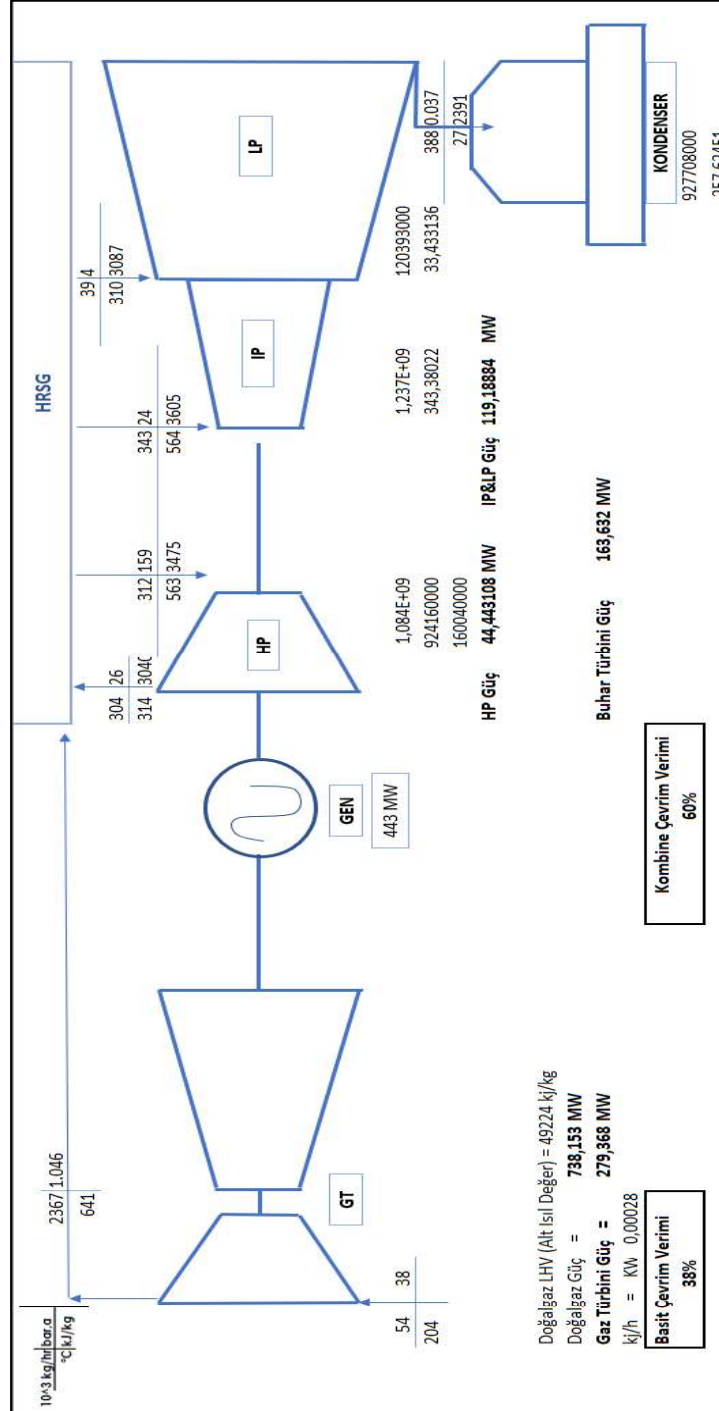 10^3 kg/hr bar.a
°C kJ/kg
2367 1.046
641
HRSG
304 26
314 304
312 159
563 3475
343 24
564 3605
39 4
310 3087
GT
54 38
204
GEN
443 MW
HP
IP
LP
388 0.037
27 2391
KONDENSER
927708000
257,62451
1,084E+09
924160000
160040000
1,237E+09
343,38022
120393000
33,433136
HP Güç 44,443108 MW IP&LP Güç 119,18884 MW
Buhar Türbini Güç 163,632 MW
Doğalgaz LHV (Alt Isıl Değer) = 49224 kj/kg
Doğalgaz Güç = 738,153 MW
Gaz Türbini Güç = 279,368 MW
kj/h = KW 0,00028
Basit Çevrim Verimi
38%
Kombine Çevrim Verimi
60%